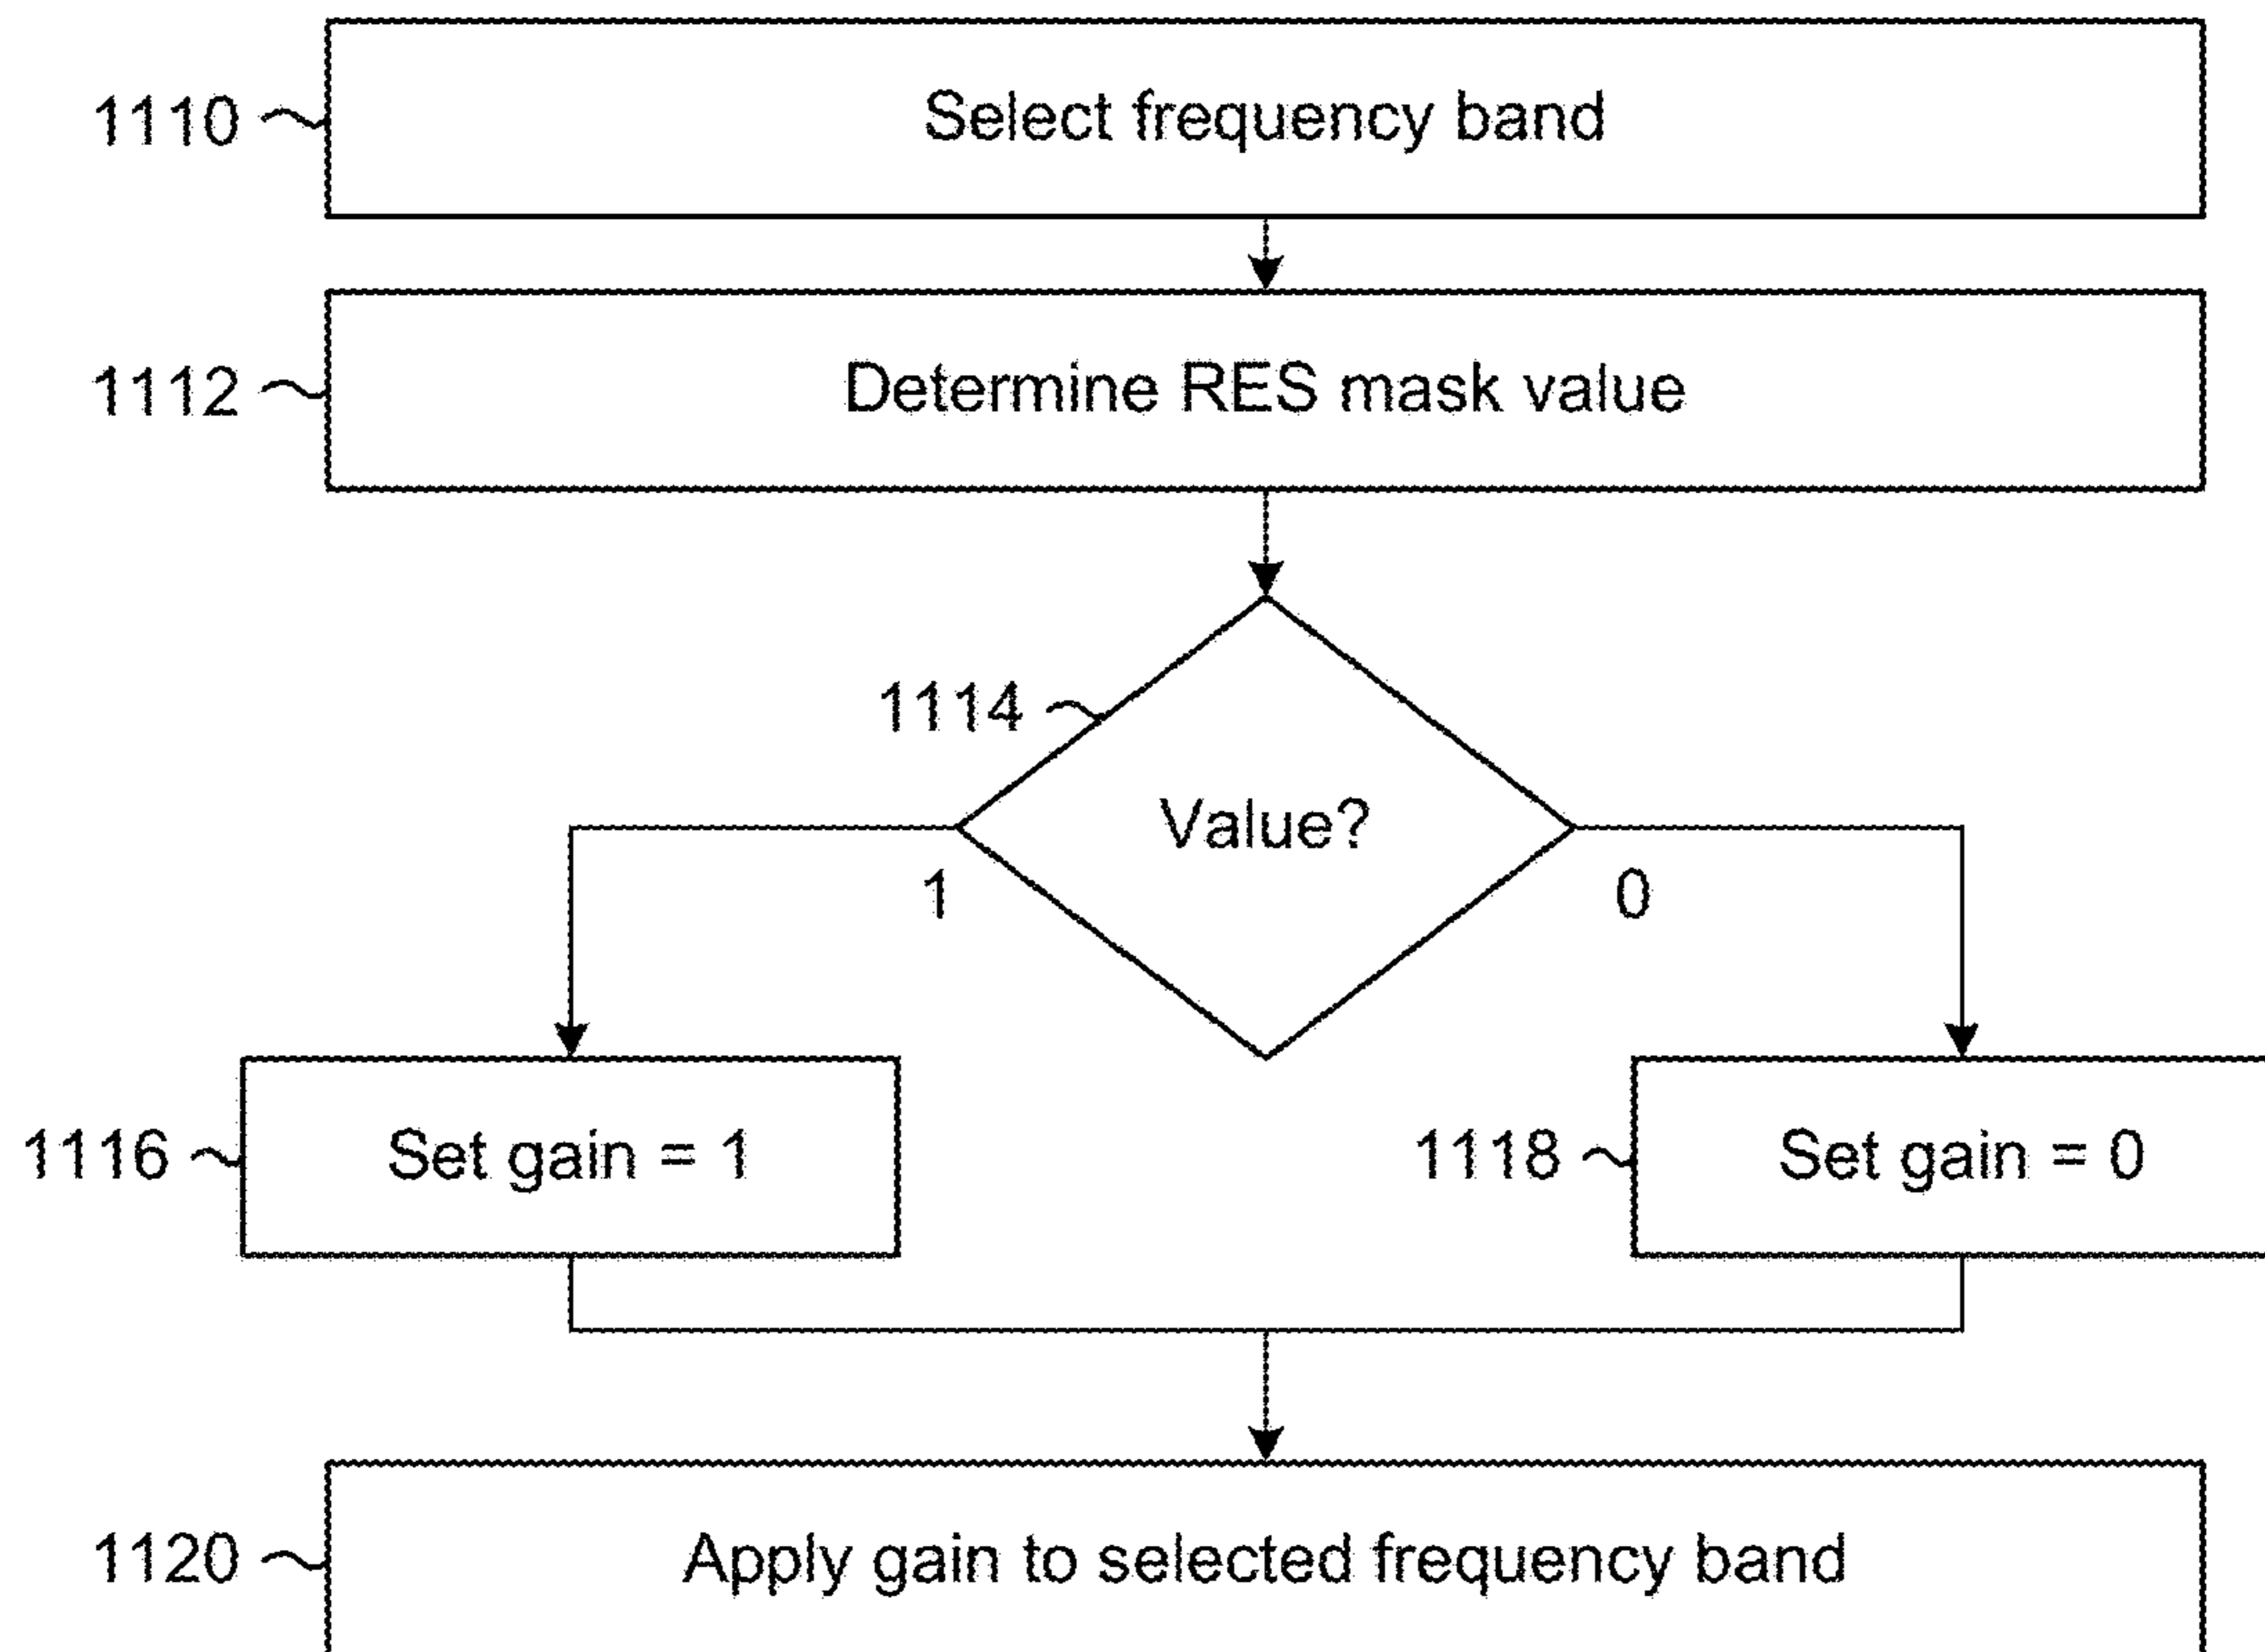 1110 Select frequency band
1112 Determine RES mask value
1114
Value?
1 0
1116 Set gain = 1 1118 Set gain = 0
1120 Apply gain to selected frequency band